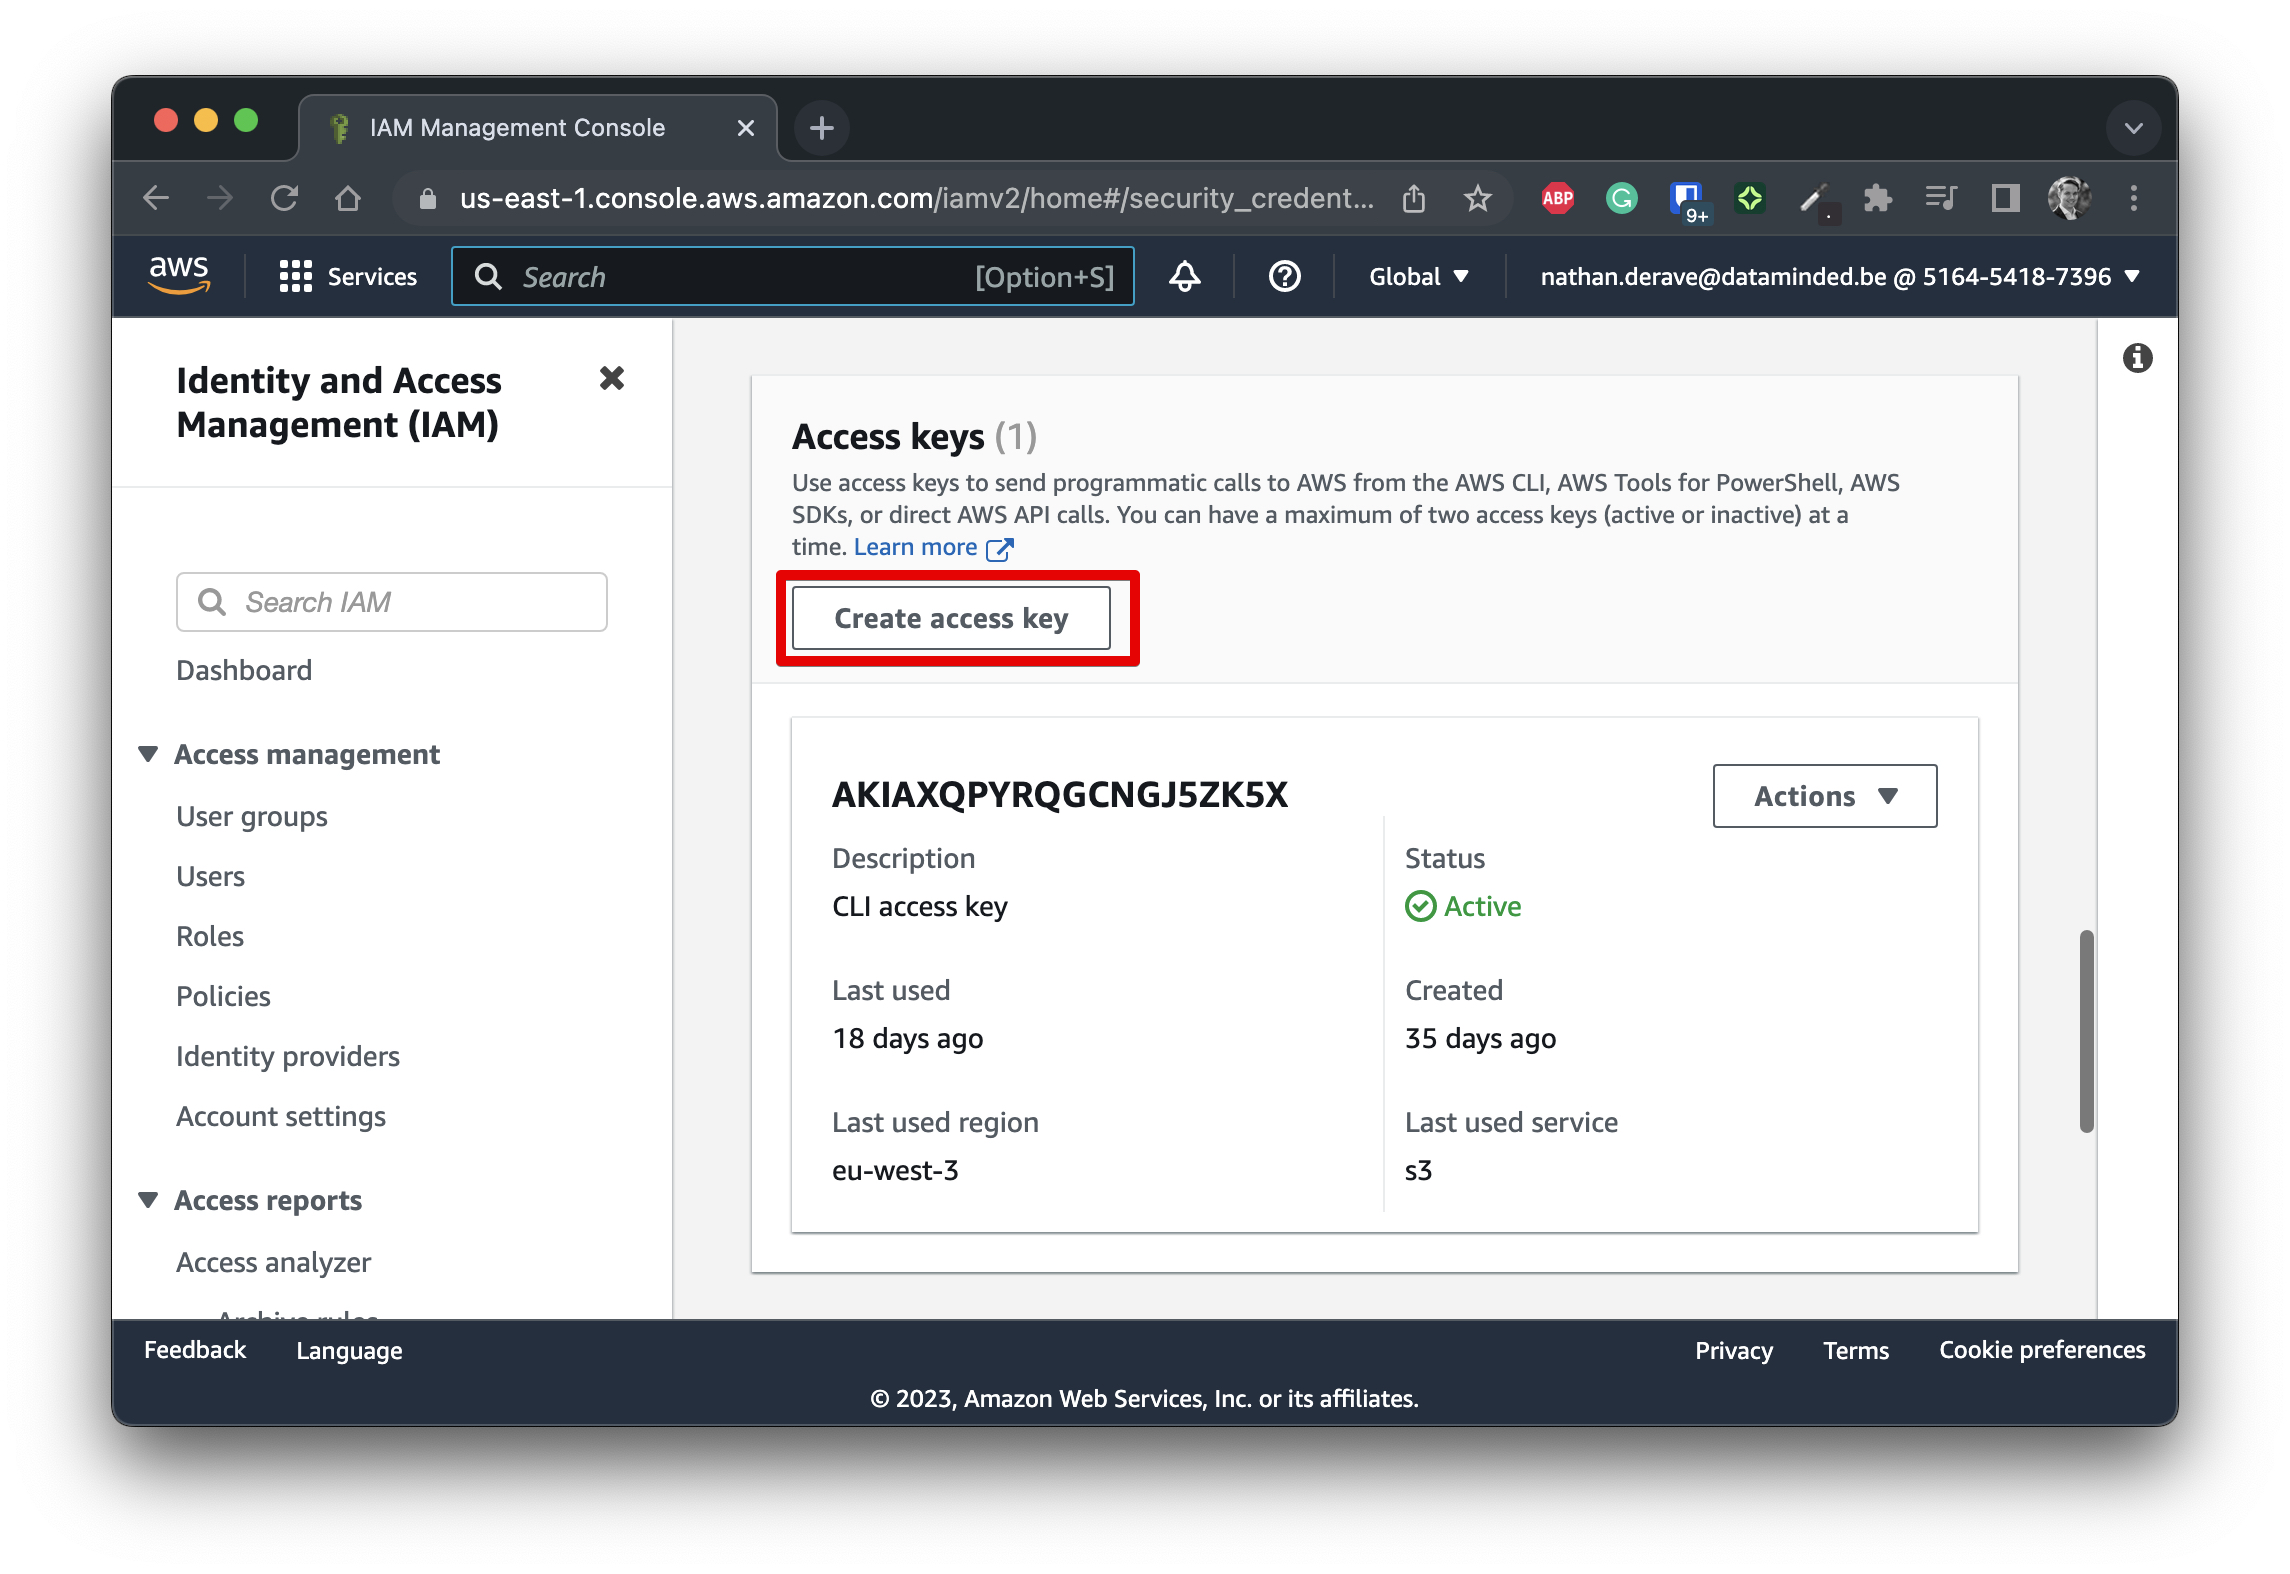 IAM Management Console
us-east-1.console.aws.amazon.com/iamv2/home#/security_credent...
ABP
9+
aws
Services
Search
[Option+S]
Global
nathan.derave@dataminded.be @ 5164-5418-7396
Identity and Access
Management (IAM)
Search IAM
Dashboard
Access management
User groups
Users
Roles
Policies
Identity providers
Account settings
Access reports
Access analyzer
Archive rules
Access keys (1)
Use access keys to send programmatic calls to AWS from the AWS CLI, AWS Tools for PowerShell, AWS
SDKs, or direct AWS API calls. You can have a maximum of two access keys (active or inactive) at a
time. Learn more
Create access key
AKIAXQPYRQGCNGJ5ZK5X
Actions
Description
CLI access key
Status
Active
Last used
18 days ago
Created
35 days ago
Last used region
eu-west-3
Last used service
s3
Feedback
Language
Privacy
Terms
Cookie preferences
© 2023, Amazon Web Services, Inc. or its affiliates.